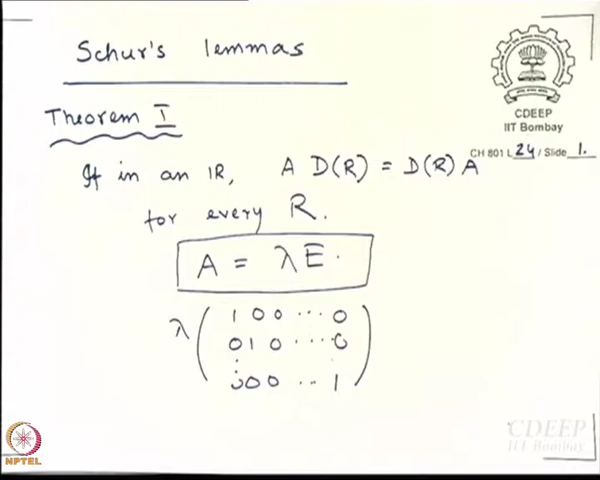 Schur's lemmas
CDEEP
IIT Bombay
CH 801 L 24 / Slide 1.
Theorem I
If in an IR, A D(R) = D(R) A
for every R.
A = λE.
λ ( 1 0 0 ... 0 )
0 1 0 ... 0
:
0 0 0 ... 1
CDEEP
IIT Bombay
NPTEL